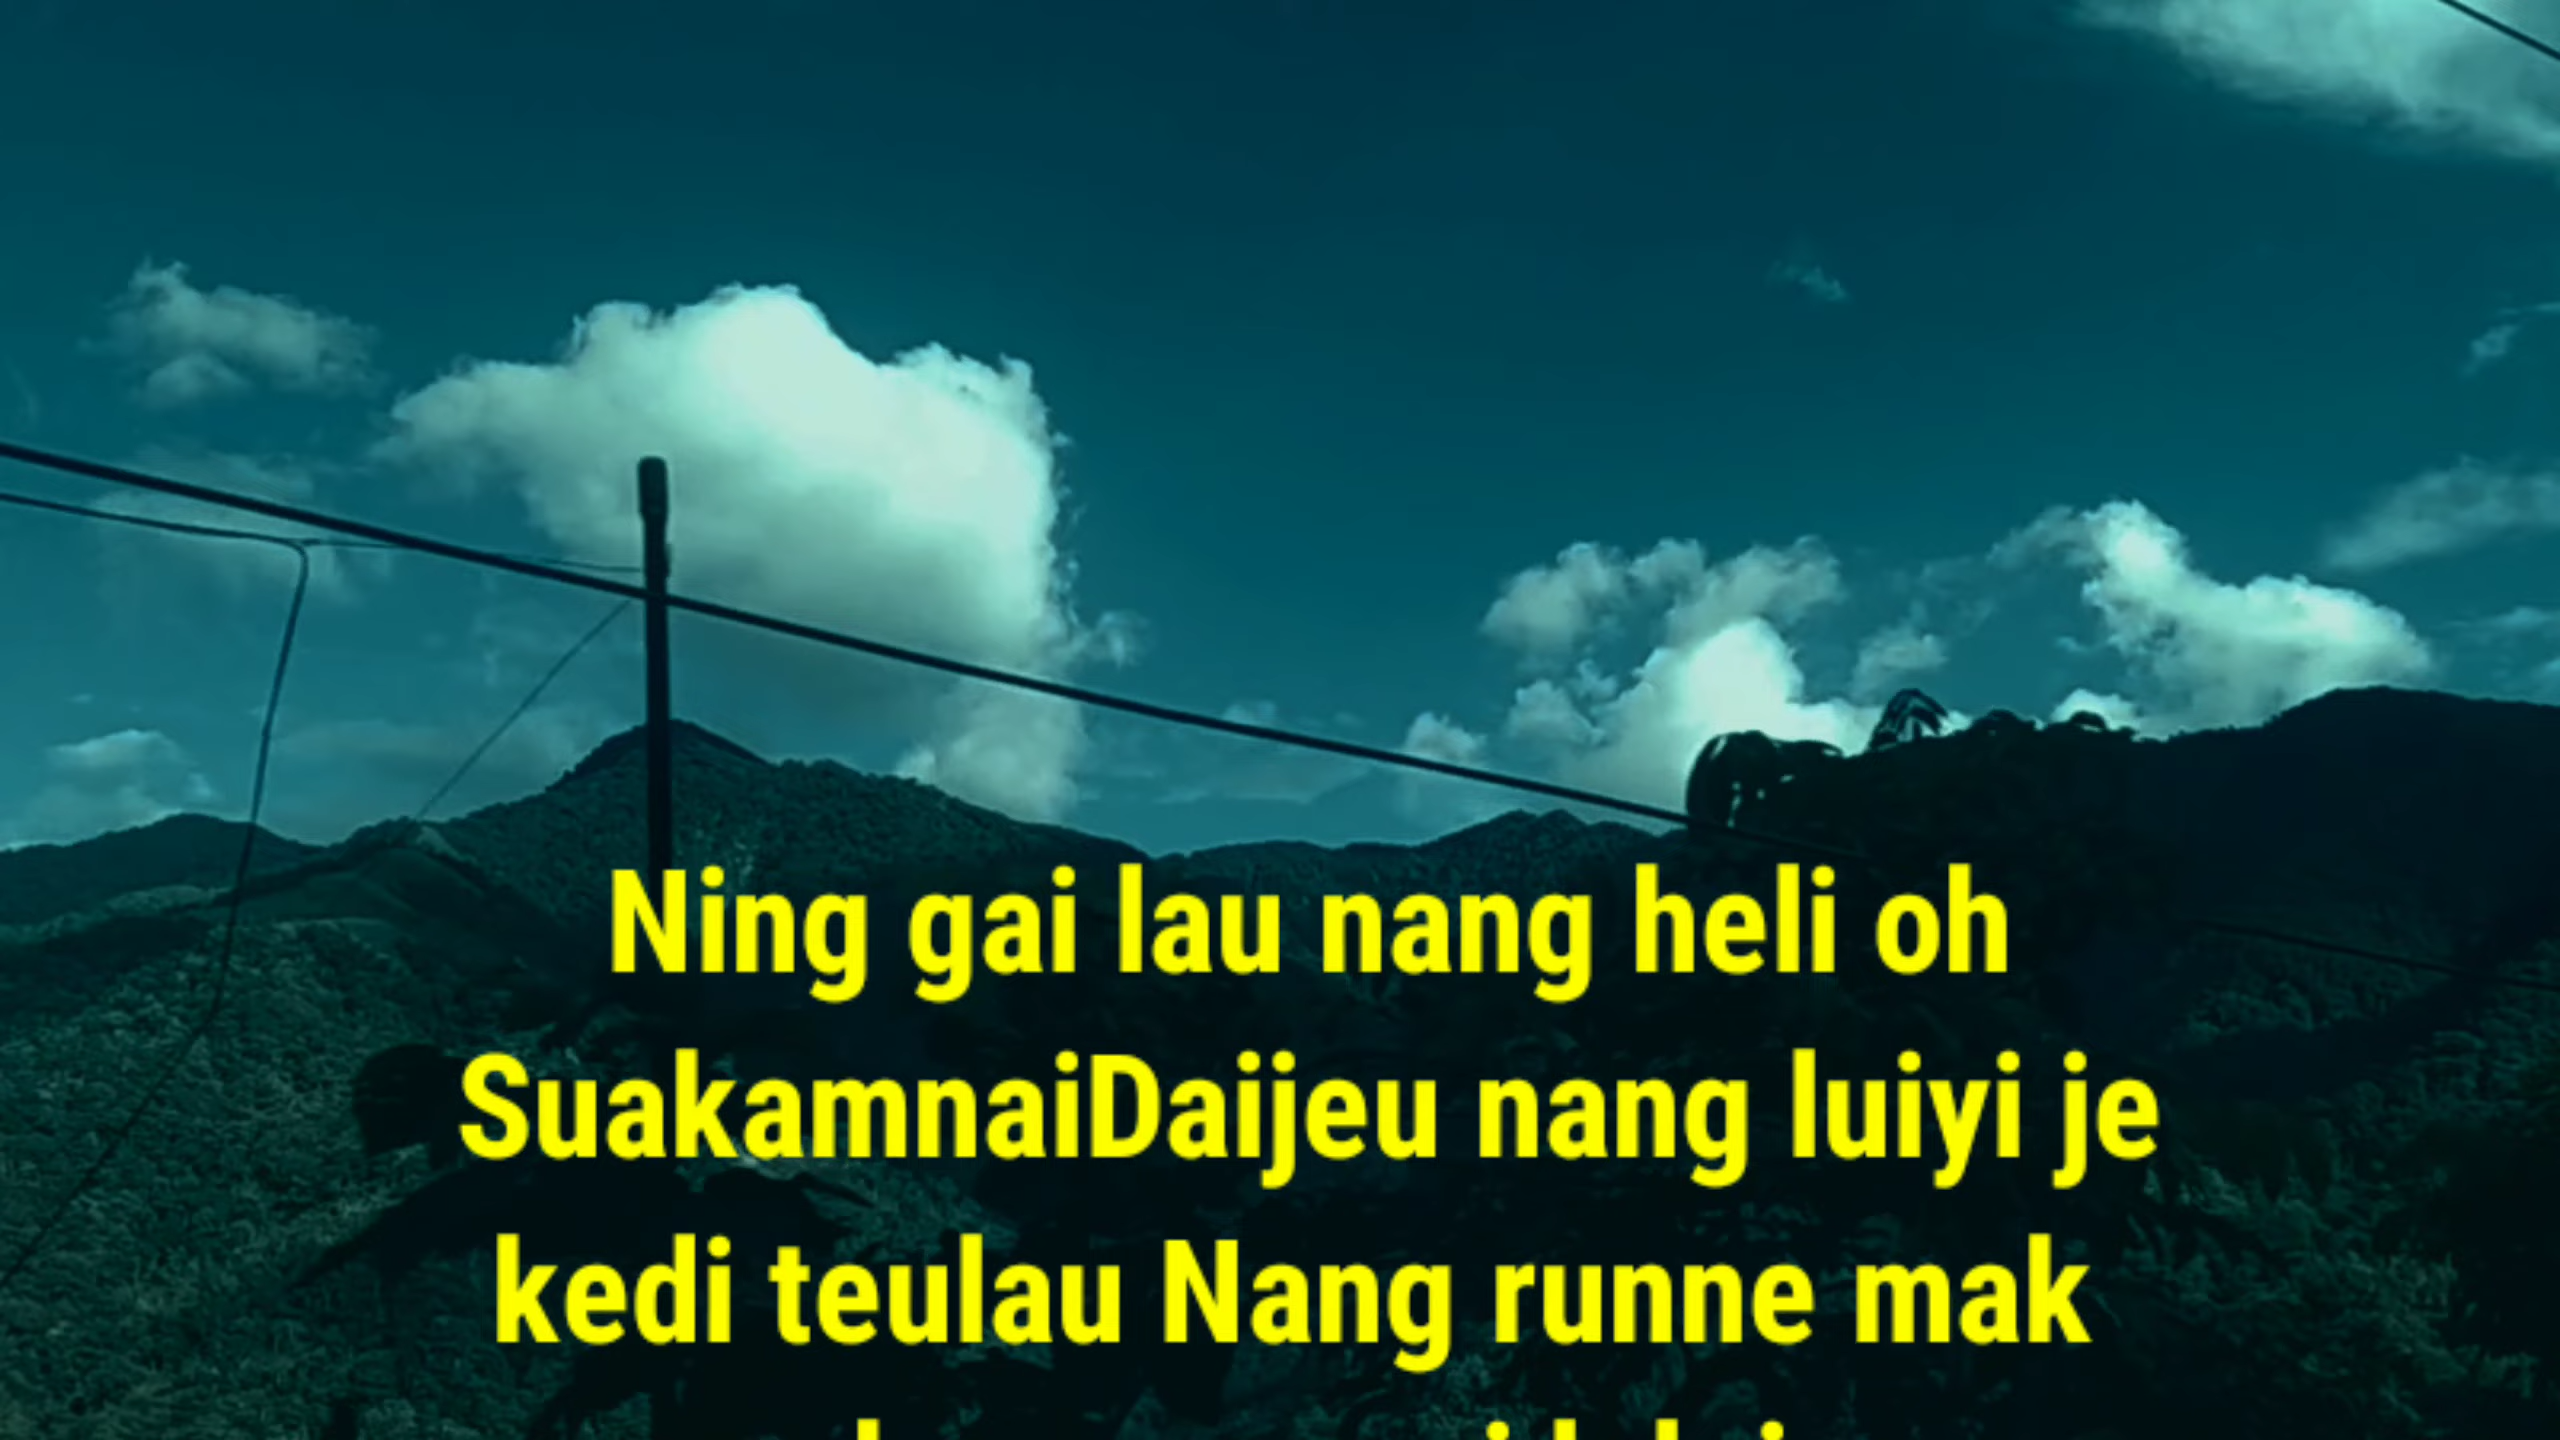 Ning gai lau nang heli oh
SuakamnaiDaijeu nang luiyi je
kedi teulau Nang runne mak